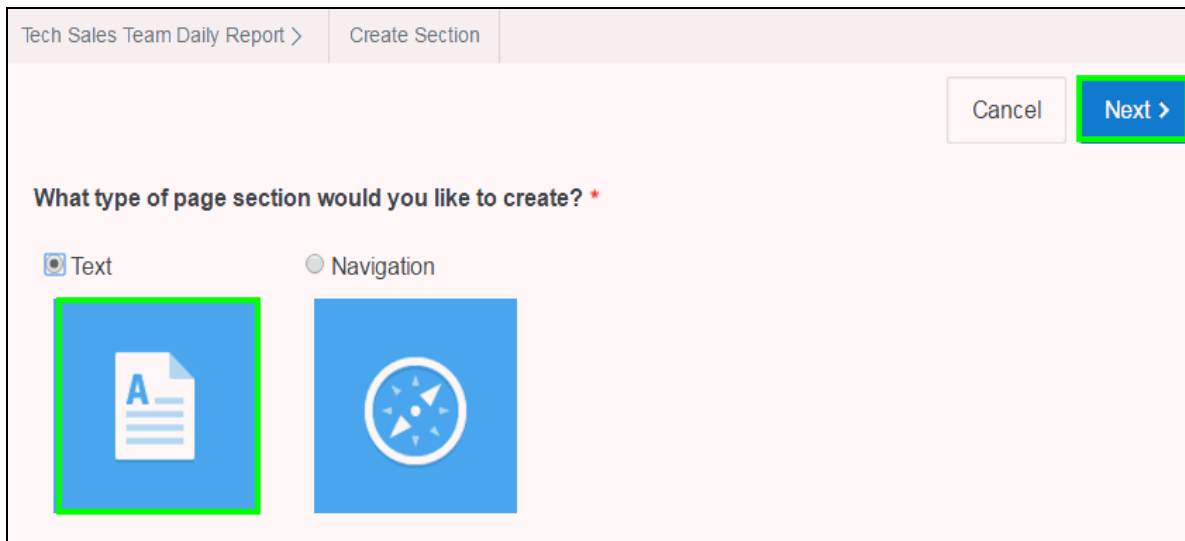 Tech Sales Team Daily Report > Create Section
Cancel Next >
What type of page section would you like to create? *
Text Navigation
A